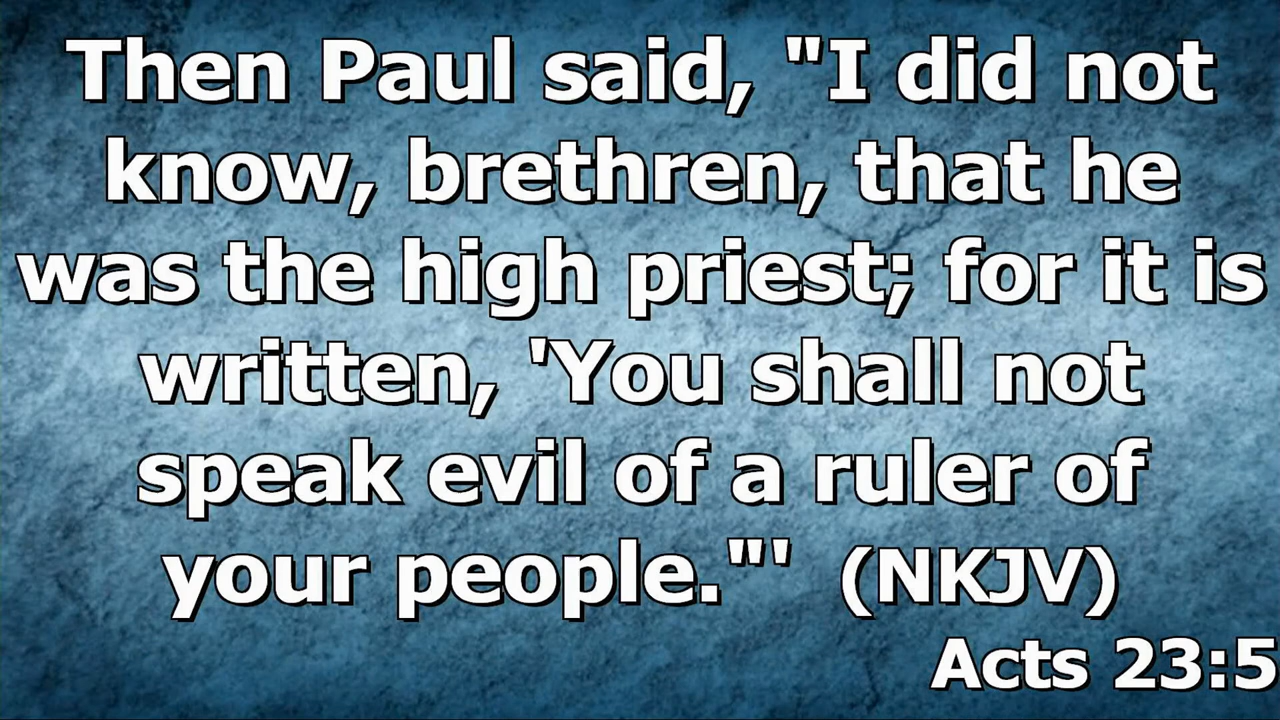 Then Paul said, "I did not
know, brethren, that he
was the high priest; for it is
written, 'You shall not
speak evil of a ruler of
your people."' (NKJV)
Acts 23:5